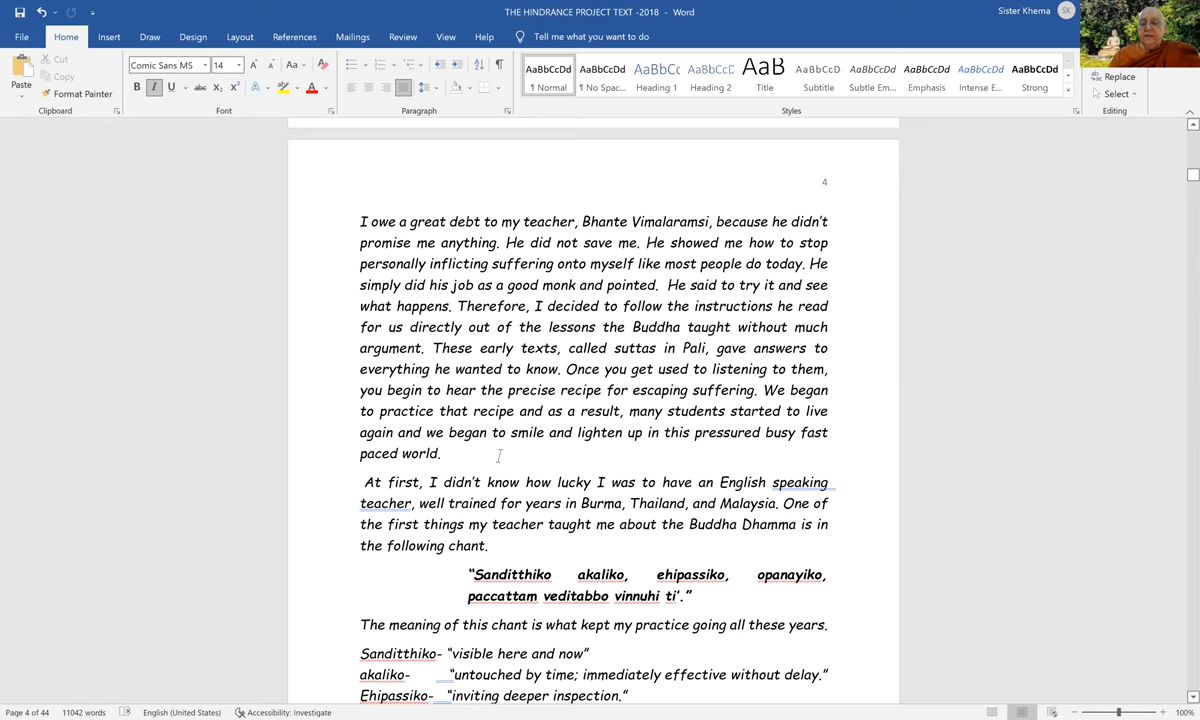 THE HINDRANCE PROJECT TEXT -2018 - Word
Sister Khema SK
File Home Insert Draw Design Layout References Mailings Review View Help Tell me what you want to do
Cut
Copy
Paste
Format Painter
Comic Sans MS 14
Replace
Select
AaBbCcDd AaBbCcDd AaBbCc AaBbCcD AaB AaBbCcD AaBbCcDd AaBbCcDd AaBbCcDd AaBbCcDd
¶ Normal ¶ No Spac... Heading 1 Heading 2 Title Subtitle Subtle Em... Emphasis Intense E... Strong
Clipboard Font Paragraph Styles Editing
4
I owe a great debt to my teacher, Bhante Vimalaramsi, because he didn't
promise me anything. He did not save me. He showed me how to stop
personally inflicting suffering onto myself like most people do today. He
simply did his job as a good monk and pointed. He said to try it and see
what happens. Therefore, I decided to follow the instructions he read
for us directly out of the lessons the Buddha taught without much
argument. These early texts, called suttas in Pali, gave answers to
everything he wanted to know. Once you get used to listening to them,
you begin to hear the precise recipe for escaping suffering. We began
to practice that recipe and as a result, many students started to live
again and we began to smile and lighten up in this pressured busy fast
paced world.
At first, I didn't know how lucky I was to have an English speaking
teacher, well trained for years in Burma, Thailand, and Malaysia. One of
the first things my teacher taught me about the Buddha Dhamma is in
the following chant.
"Sanditthiko akaliko, ehipassiko, opanayiko,
paccattam veditabbo vinnuhi ti'."
The meaning of this chant is what kept my practice going all these years.
Sanditthiko- "visible here and now"
akaliko- "untouched by time; immediately effective without delay."
Ehipassiko- "inviting deeper inspection."
Page 4 of 44 11042 words English (United States) Accessibility: Investigate 100%